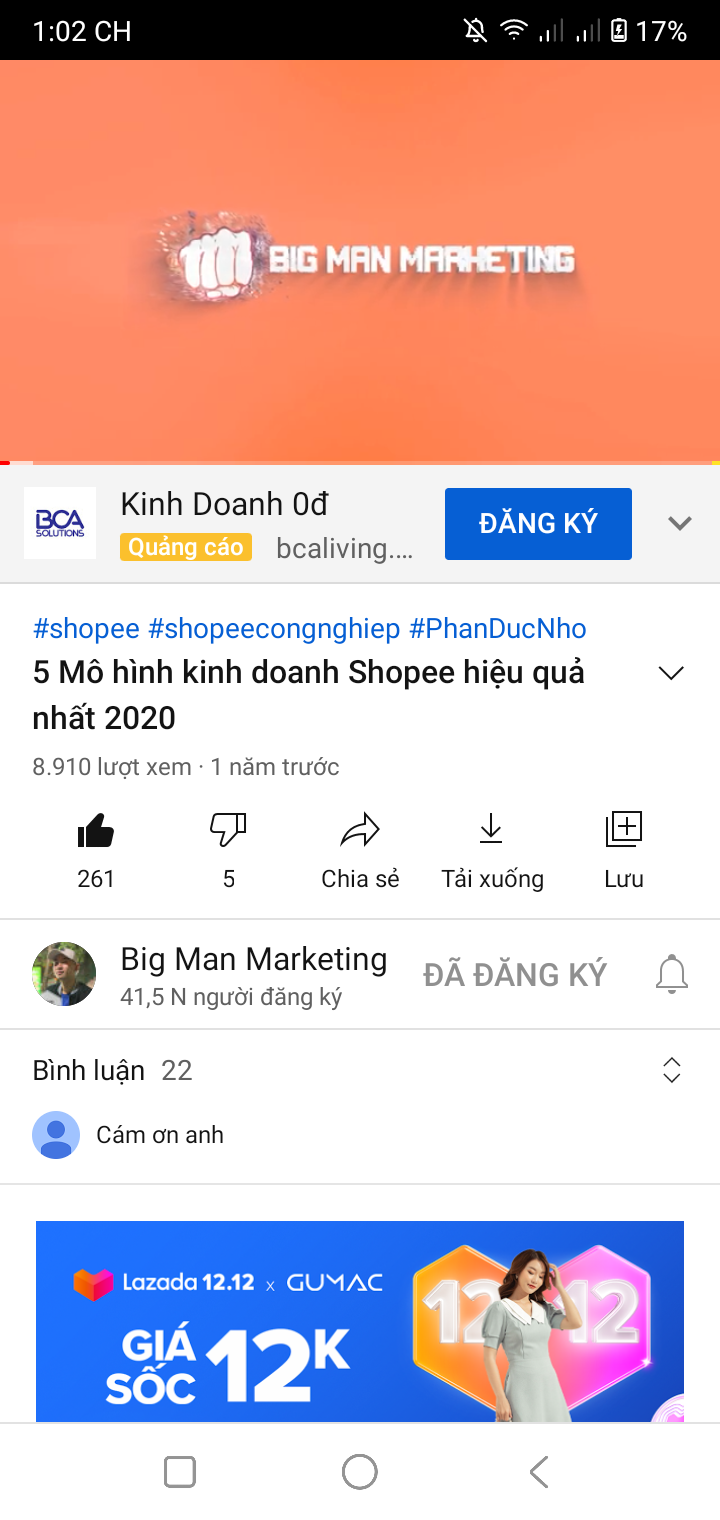 1:02 CH
17%
BIG MAN MARKETING
BCA
SOLUTIONS
Kinh Doanh 0đ
Quảng cáo bcaliving....
ĐĂNG KÝ
#shopee #shopeecongnghiep #PhanDucNho
5 Mô hình kinh doanh Shopee hiệu quả
nhất 2020
8.910 lượt xem · 1 năm trước
261
5
Chia sẻ
Tải xuống
Lưu
Big Man Marketing
41,5 N người đăng ký
ĐÃ ĐĂNG KÝ
Bình luận 22
Cám ơn anh
Lazada 12.12 x GUMAC
GIÁ
SỐC
12K
12 12